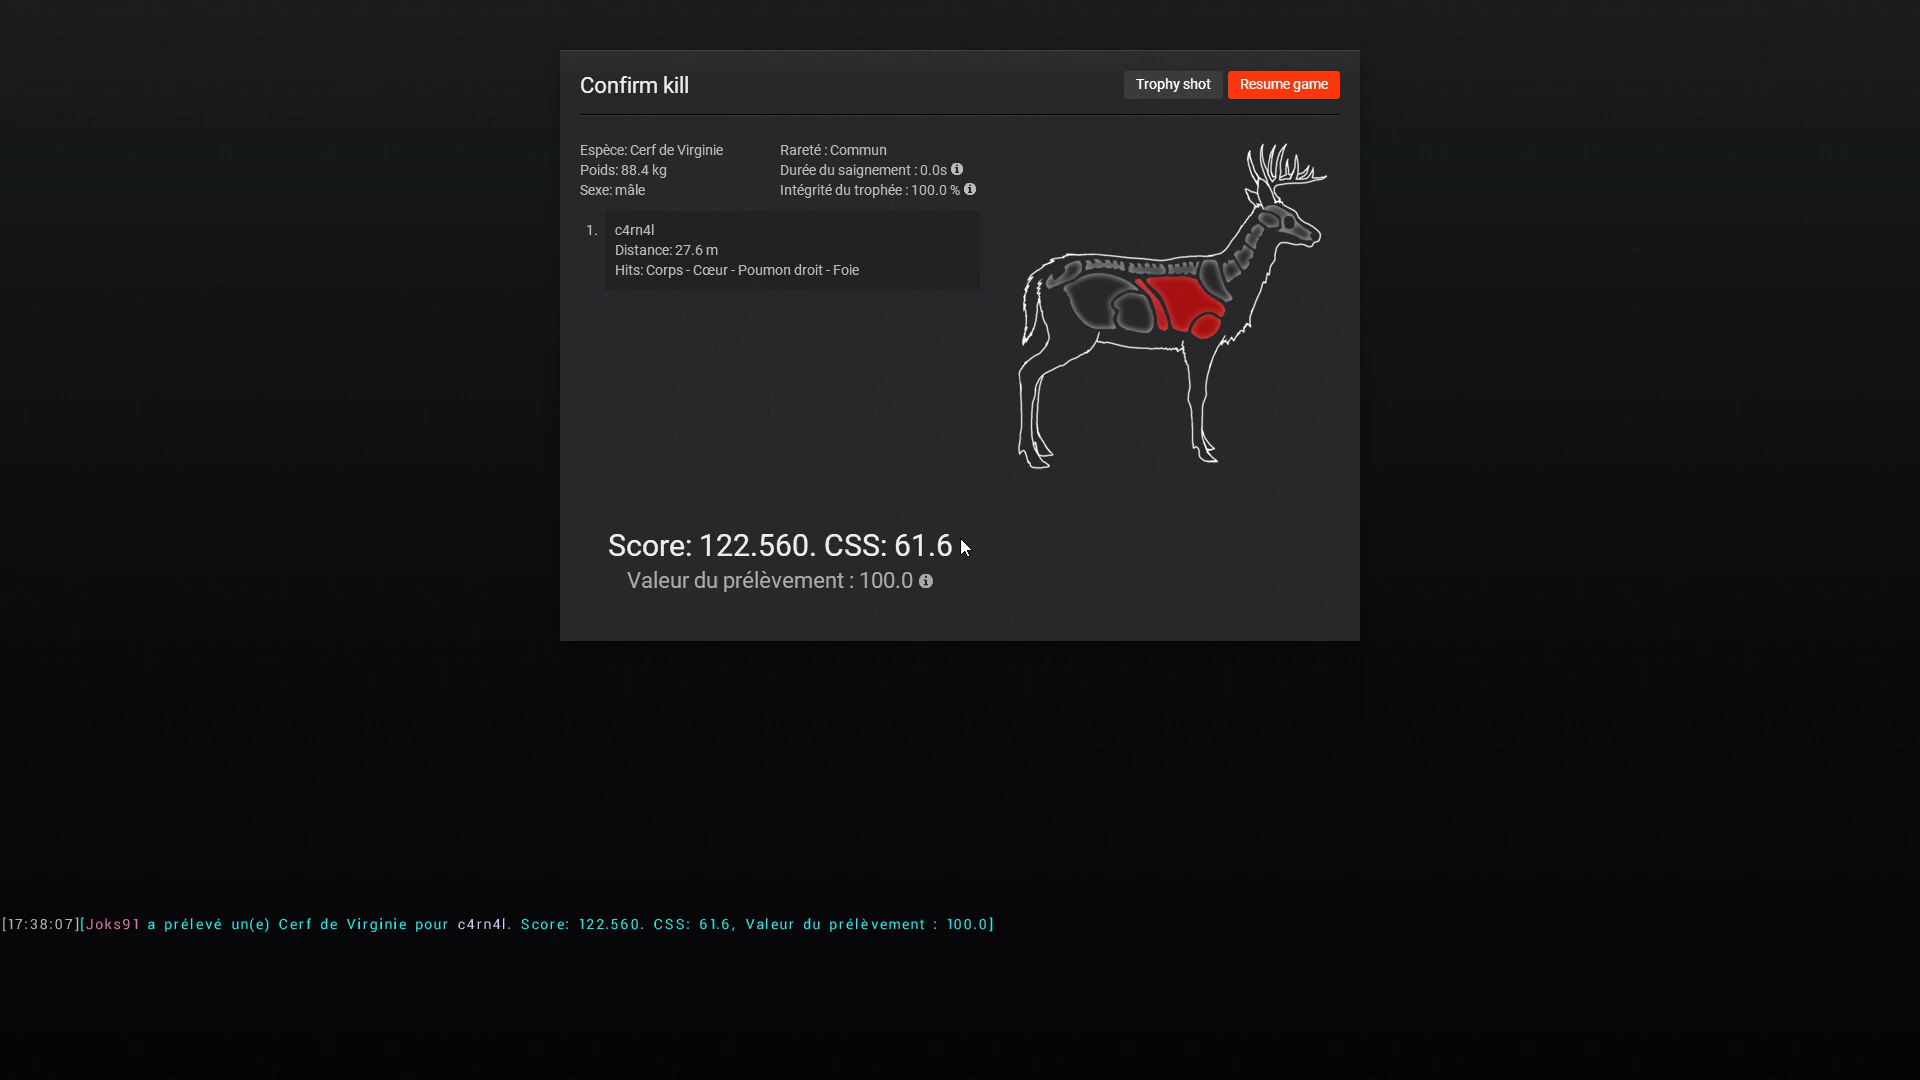 Confirm kill
Trophy shot
Resume game
Espèce: Cerf de Virginie
Poids: 88.4 kg
Sexe: mâle
Rareté : Commun
Durée du saignement : 0.0s
Intégrité du trophée : 100.0 %
1.
c4rn4l
Distance: 27.6 m
Hits: Corps - Cœur - Poumon droit - Foie
Score: 122.560. CSS: 61.6
Valeur du prélèvement : 100.0
[17:38:07][Joks91 a prélevé un(e) Cerf de Virginie pour c4rn4l. Score: 122.560. CSS: 61.6, Valeur du prélèvement : 100.0]